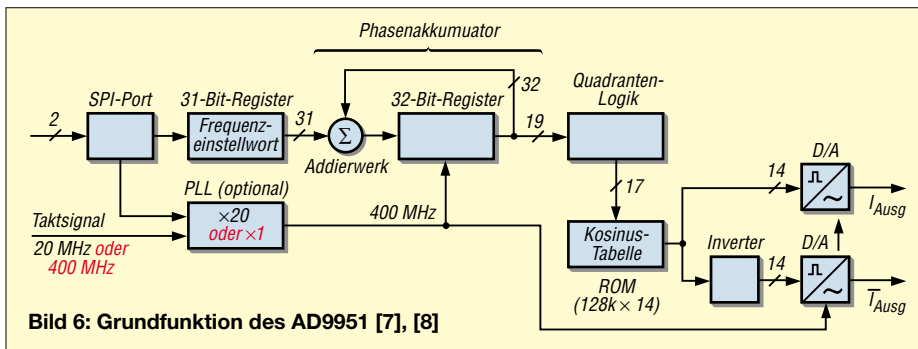 Phasenakkumuator
32
Quadranten-
Logik
SPI-Port
31-Bit-Register
32-Bit-Register
2
Frequenz-
einstellwort
31
Σ
19
Addierwerk
17
D/A
14
I Ausg
PLL (optional)
×20
oder ×1
400 MHz
Taktsignal
20 MHz oder
400 MHz
Kosinus-
Tabelle
ROM
(128k × 14)
Inverter
14
D/A
I Ausg
Bild 6: Grundfunktion des AD9951 [7], [8]